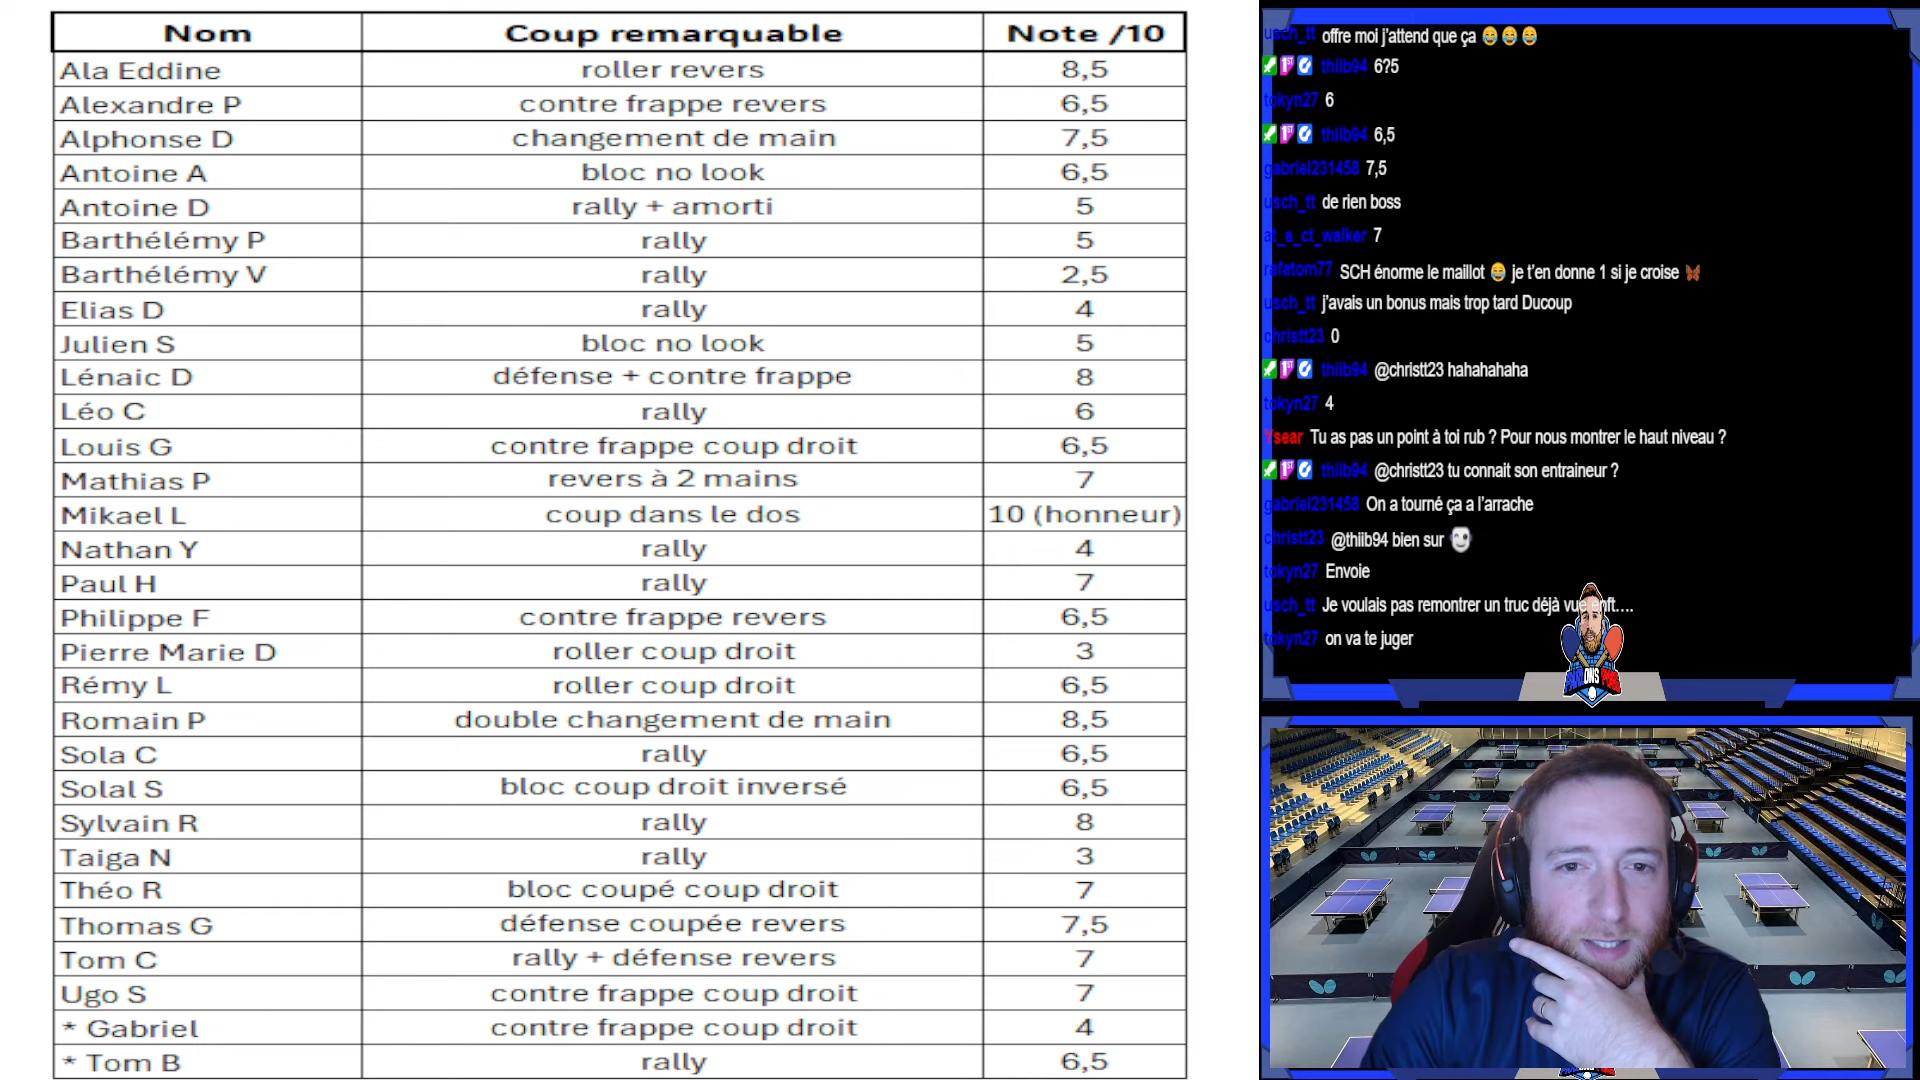 Nom Coup remarquable Note /10
Ala Eddine roller revers 8,5
Alexandre P contre frappe revers 6,5
Alphonse D changement de main 7,5
Antoine A bloc no look 6,5
Antoine D rally + amorti 5
Barthélémy P rally 5
Barthélémy V rally 2,5
Elias D rally 4
Julien S bloc no look 5
Lénaic D défense + contre frappe 8
Léo C rally 6
Louis G contre frappe coup droit 6,5
Mathias P revers à 2 mains 7
Mikael L coup dans le dos 10 (honneur)
Nathan Y rally 4
Paul H rally 7
Philippe F contre frappe revers 6,5
Pierre Marie D roller coup droit 3
Rémy L roller coup droit 6,5
Romain P double changement de main 8,5
Sola C rally 6,5
Solal S bloc coup droit inversé 6,5
Sylvain R rally 8
Taiga N rally 3
Théo R bloc coupé coup droit 7
Thomas G défense coupée revers 7,5
Tom C rally + défense revers 7
Ugo S contre frappe coup droit 7
* Gabriel contre frappe coup droit 4
* Tom B rally 6,5
usch_tt offre moi j'attend que ça
thiib94 6?5
tokyn27 6
thiib94 6,5
gabriel231458 7,5
usch_tt de rien boss
at_a_ct_walker 7
rafatom77 SCH énorme le maillot je t'en donne 1 si je croise
usch_tt j'avais un bonus mais trop tard Ducoup
christt23 0
thiib94 @christt23 hahahahaha
tokyn27 4
Ysear Tu as pas un point à toi rub ? Pour nous montrer le haut niveau ?
thiib94 @christt23 tu connait son entraineur ?
gabriel231458 On a tourné ça a l'arrache
christt23 @thiib94 bien sur
tokyn27 Envoie
usch_tt Je voulais pas remontrer un truc déjà vue enft....
tokyn27 on va te juger